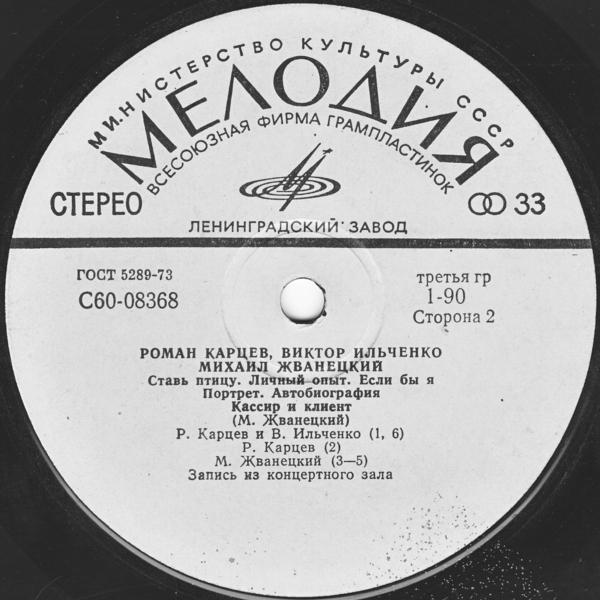 МИНИСТЕРСТВО КУЛЬТУРЫ СССР
МЕЛОДИЯ
ВСЕСОЮЗНАЯ ФИРМА ГРАМПЛАСТИНОК
СТЕРЕО
33
ЛЕНИНГРАДСКИЙ ЗАВОД
ГОСТ 5289-73
С60-08368
третья гр
1-90
Сторона 2
РОМАН КАРЦЕВ, ВИКТОР ИЛЬЧЕНКО
МИХАИЛ ЖВАНЕЦКИЙ
Ставь птицу. Личный опыт. Если бы я
Портрет. Автобиография
Кассир и клиент
(М. Жванецкий)
Р. Карцев и В. Ильченко (1, 6)
Р. Карцев (2)
М. Жванецкий (3—5)
Запись из концертного зала